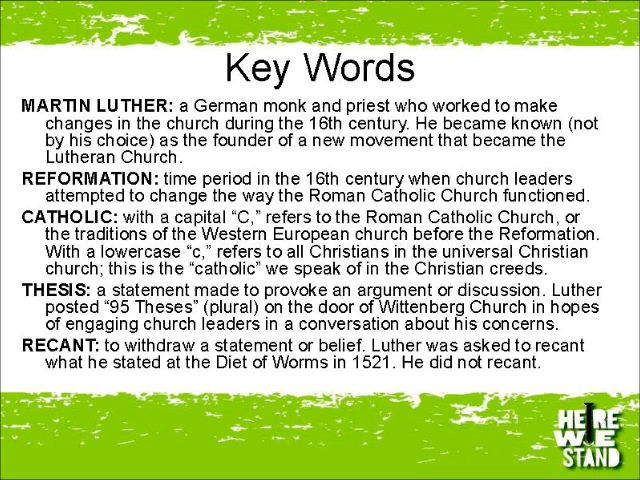 Key Words
MARTIN LUTHER: a German monk and priest who worked to make
changes in the church during the 16th century. He became known (not
by his choice) as the founder of a new movement that became the
Lutheran Church.
REFORMATION: time period in the 16th century when church leaders
attempted to change the way the Roman Catholic Church functioned.
CATHOLIC: with a capital “C,” refers to the Roman Catholic Church, or
the traditions of the Western European church before the Reformation.
With a lowercase “c,” refers to all Christians in the universal Christian
church; this is the “catholic” we speak of in the Christian creeds.
THESIS: a statement made to provoke an argument or discussion. Luther
posted “95 Theses” (plural) on the door of Wittenberg Church in hopes
of engaging church leaders in a conversation about his concerns.
RECANT: to withdraw a statement or belief. Luther was asked to recant
what he stated at the Diet of Worms in 1521. He did not recant.
HERE
WE
STAND